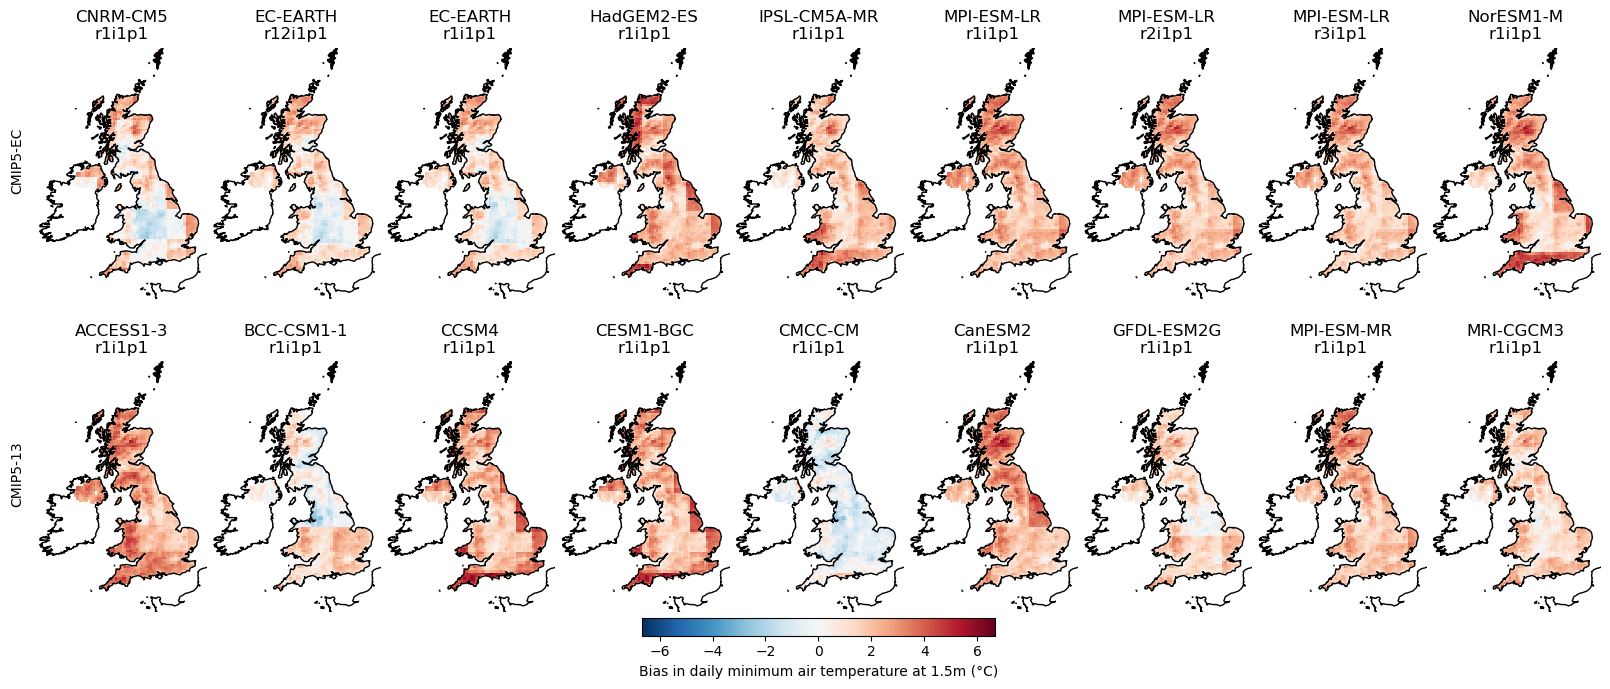 CNRM-CM5
r1i1p1
EC-EARTH
r12i1p1
EC-EARTH
r1i1p1
HadGEM2-ES
r1i1p1
IPSL-CM5A-MR
r1i1p1
MPI-ESM-LR
r1i1p1
MPI-ESM-LR
r2i1p1
MPI-ESM-LR
r3i1p1
NorESM1-M
r1i1p1
CMIP5-EC
ACCESS1-3
r1i1p1
BCC-CSM1-1
r1i1p1
CCSM4
r1i1p1
CESM1-BGC
r1i1p1
CMCC-CM
r1i1p1
CanESM2
r1i1p1
GFDL-ESM2G
r1i1p1
MPI-ESM-MR
r1i1p1
MRI-CGCM3
r1i1p1
CMIP5-13
−6 −4 −2 0 2 4 6
Bias in daily minimum air temperature at 1.5m (°C)